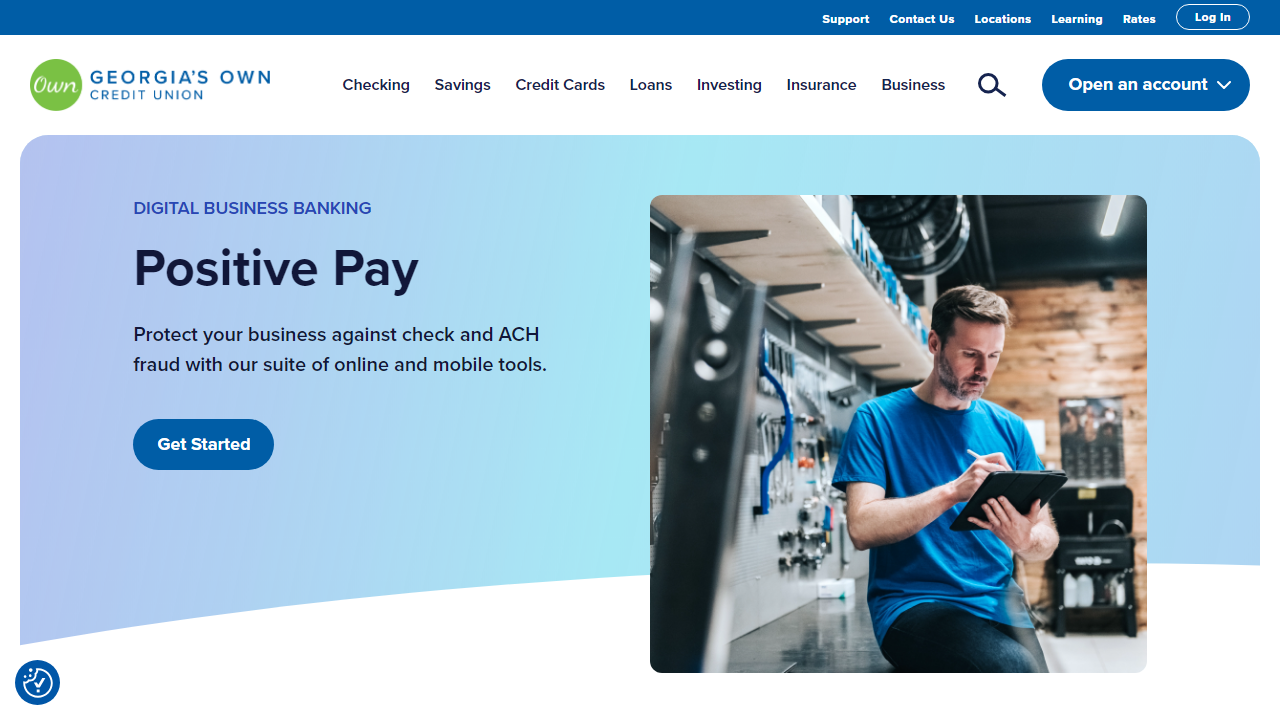 Support Contact Us Locations Learning Rates Log In
Own GEORGIA'S OWN
CREDIT UNION
Checking Savings Credit Cards Loans Investing Insurance Business Open an account
DIGITAL BUSINESS BANKING
Positive Pay
Protect your business against check and ACH
fraud with our suite of online and mobile tools.
Get Started